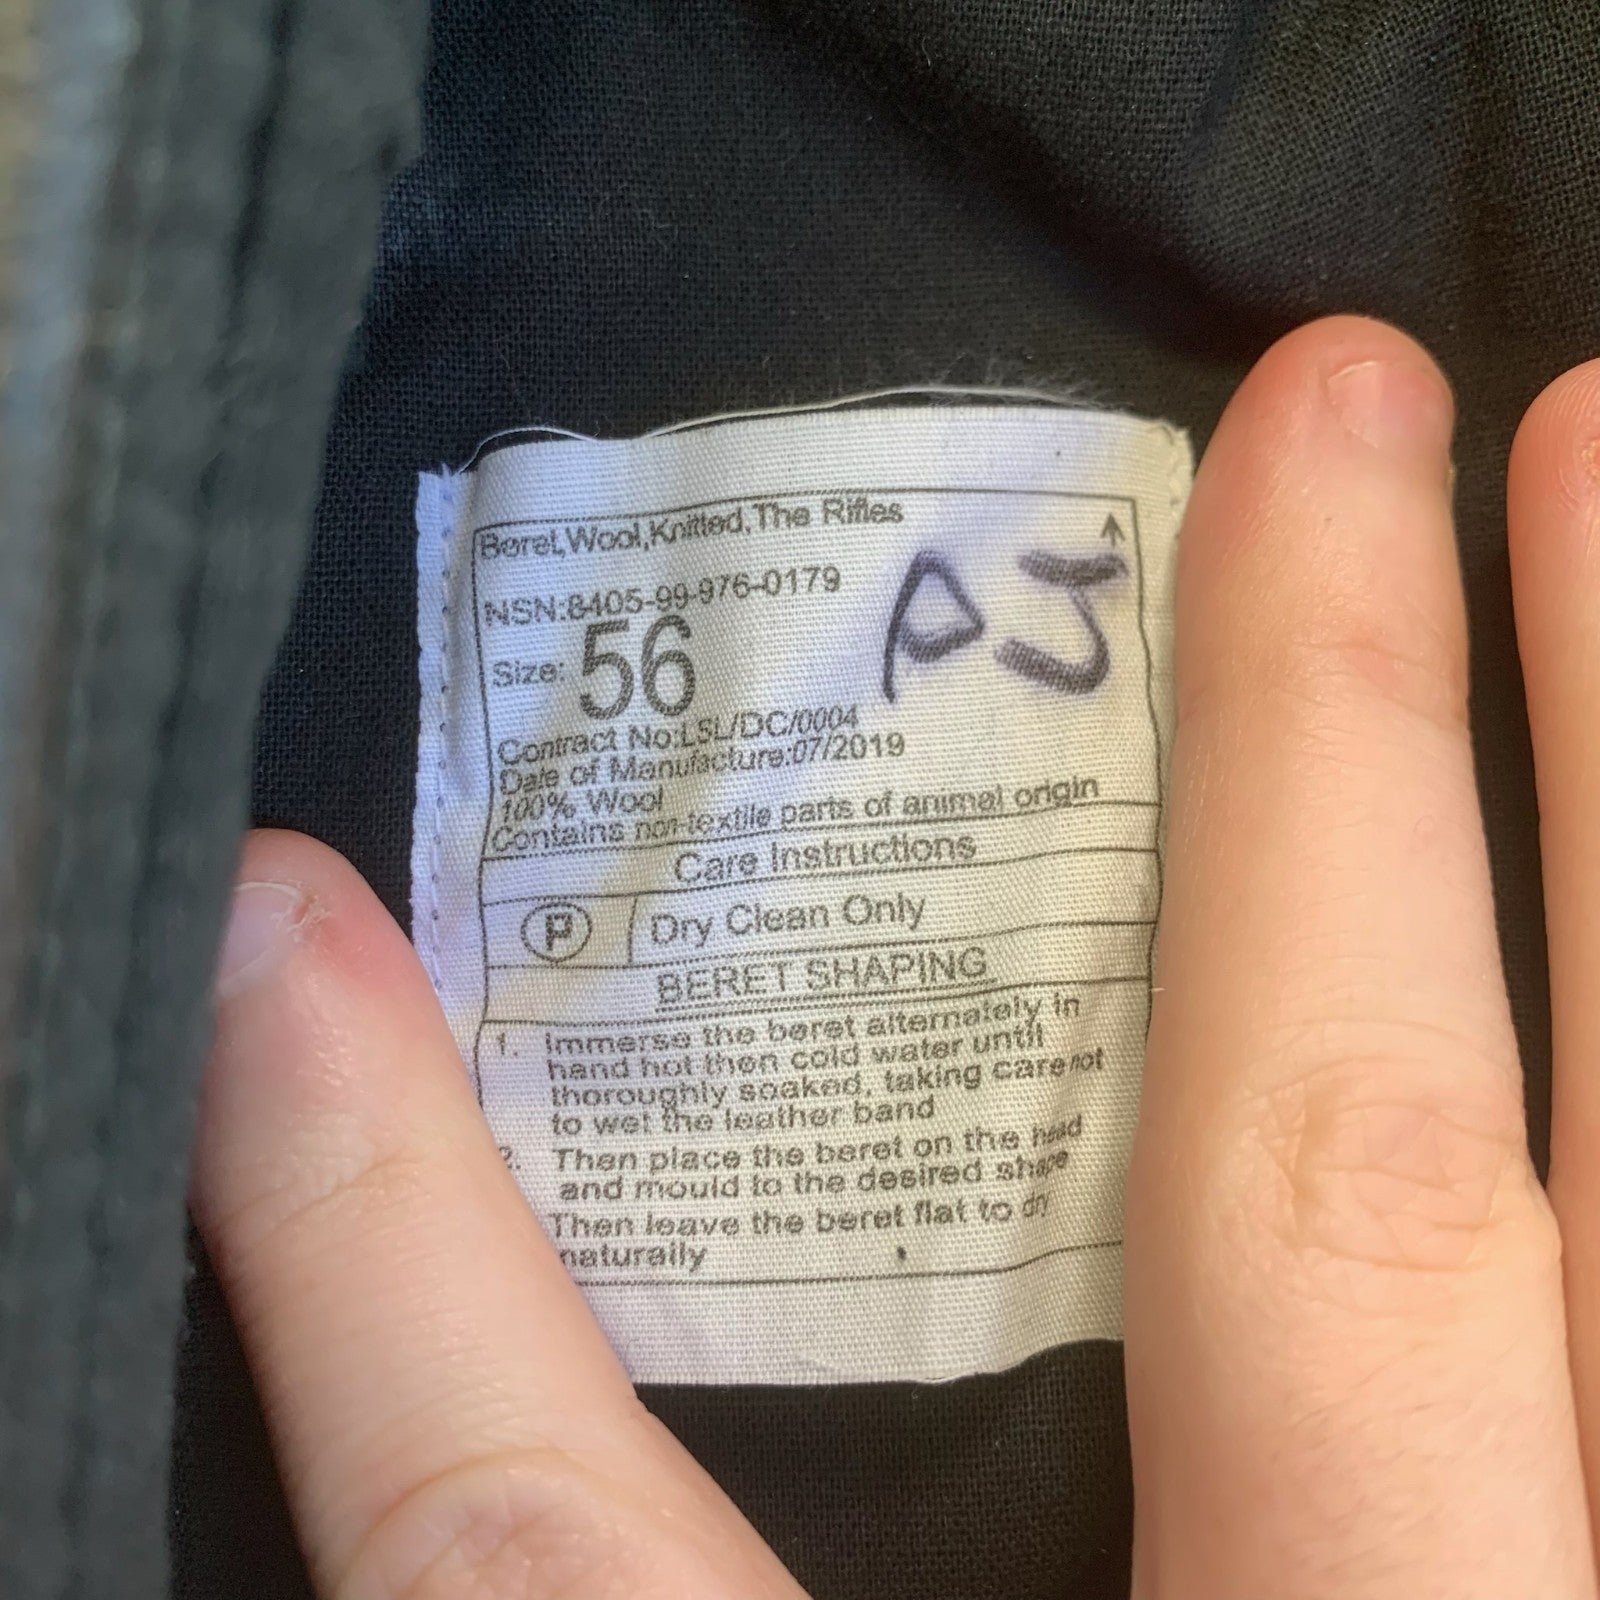 Beret,Wool,Knitted,The Rifles
NSN:8405-99-976-0179
PJ
Size: 56
Contract No:LSL/DC/0004
Date of Manufacture:07/2019
100% Wool
Contains non-textile parts of animal origin
Care Instructions
P Dry Clean Only
BERET SHAPING
1. Immerse the beret alternately in
hand hot then cold water until
thoroughly soaked, taking care not
to wet the leather band
2. Then place the beret on the head
and mould to the desired shape
Then leave the beret flat to dry
naturally